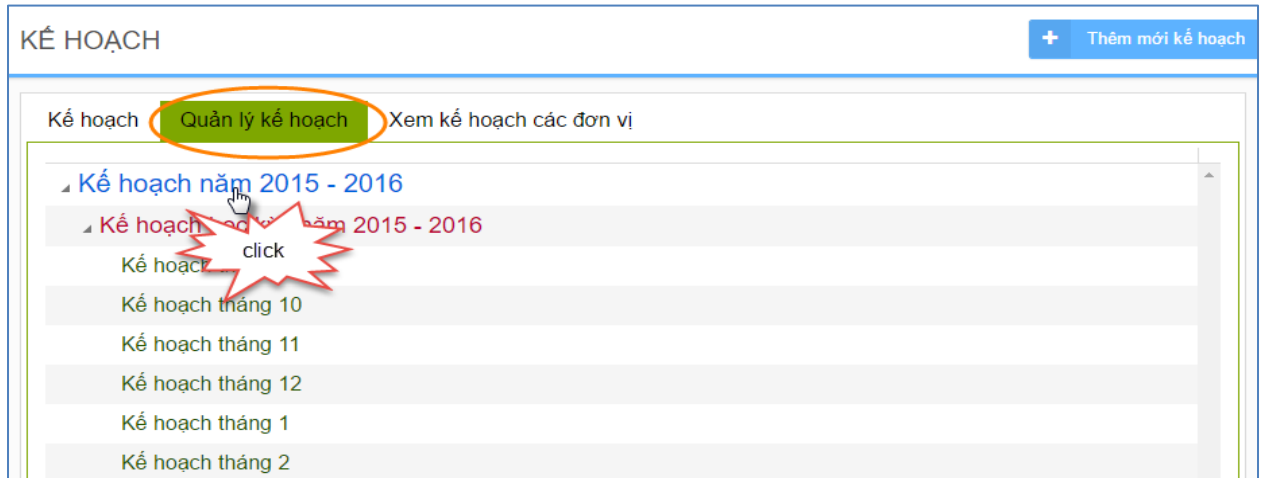 KẾ HOẠCH
+ Thêm mới kế hoạch
Kế hoạch Quản lý kế hoạch Xem kế hoạch các đơn vị
Kế hoạch năm 2015 - 2016
Kế hoạch năm 2015 - 2016
click
Kế hoạch
Kế hoạch tháng 10
Kế hoạch tháng 11
Kế hoạch tháng 12
Kế hoạch tháng 1
Kế hoạch tháng 2